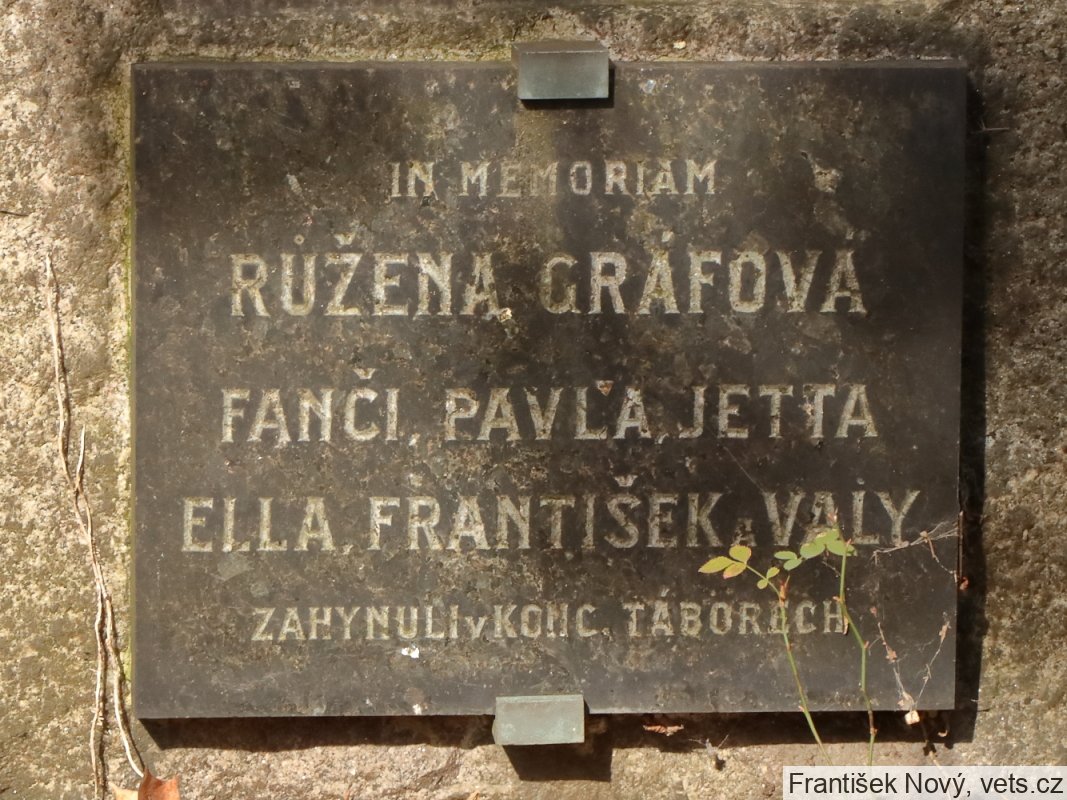 IN MEMORIAM
RŮŽENA GRÁFOVÁ
FANČI, PAVLA, JETTA
ELLA, FRANTIŠEK A VALY
ZAHYNULI V KONC. TÁBORECH
František Nový, vets.cz